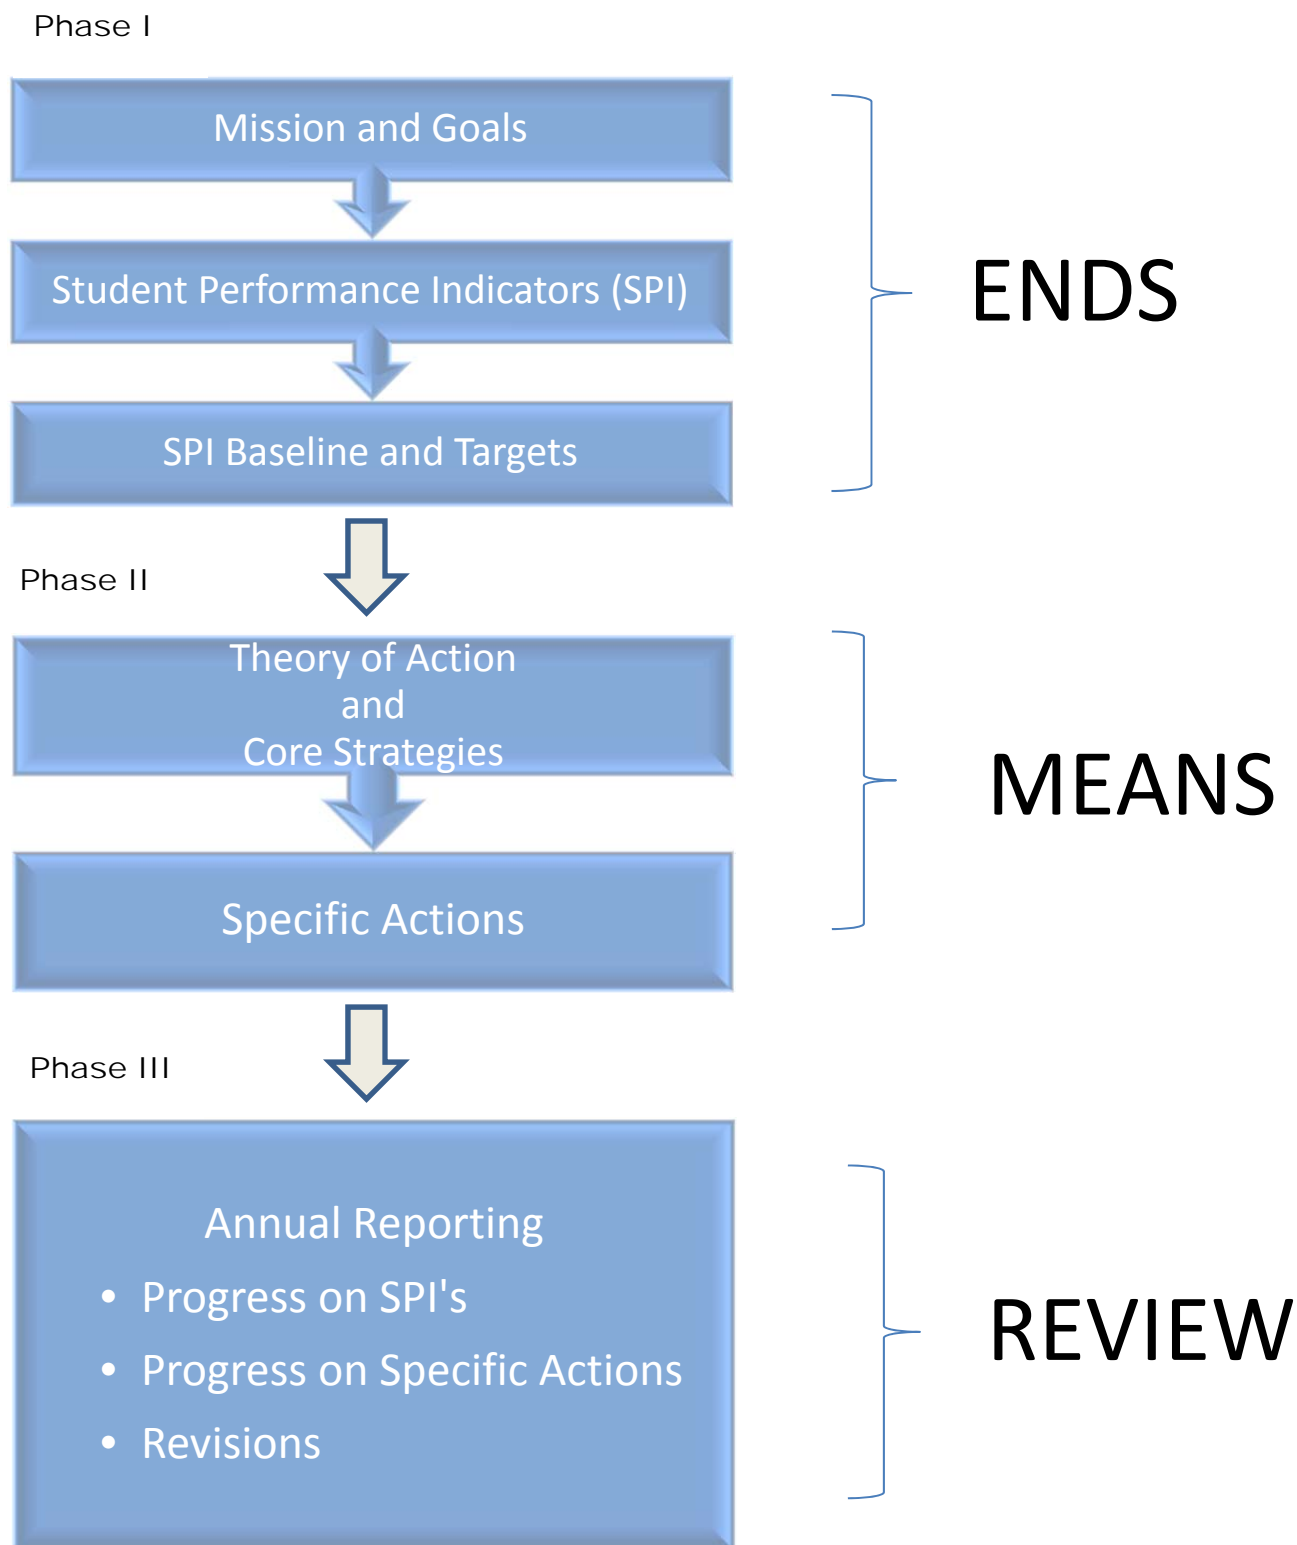 Phase I
Mission and Goals
Student Performance Indicators (SPI)
SPI Baseline and Targets
ENDS
Phase II
Theory of Action
and
Core Strategies
Specific Actions
MEANS
Phase III
Annual Reporting
• Progress on SPI's
• Progress on Specific Actions
• Revisions
REVIEW